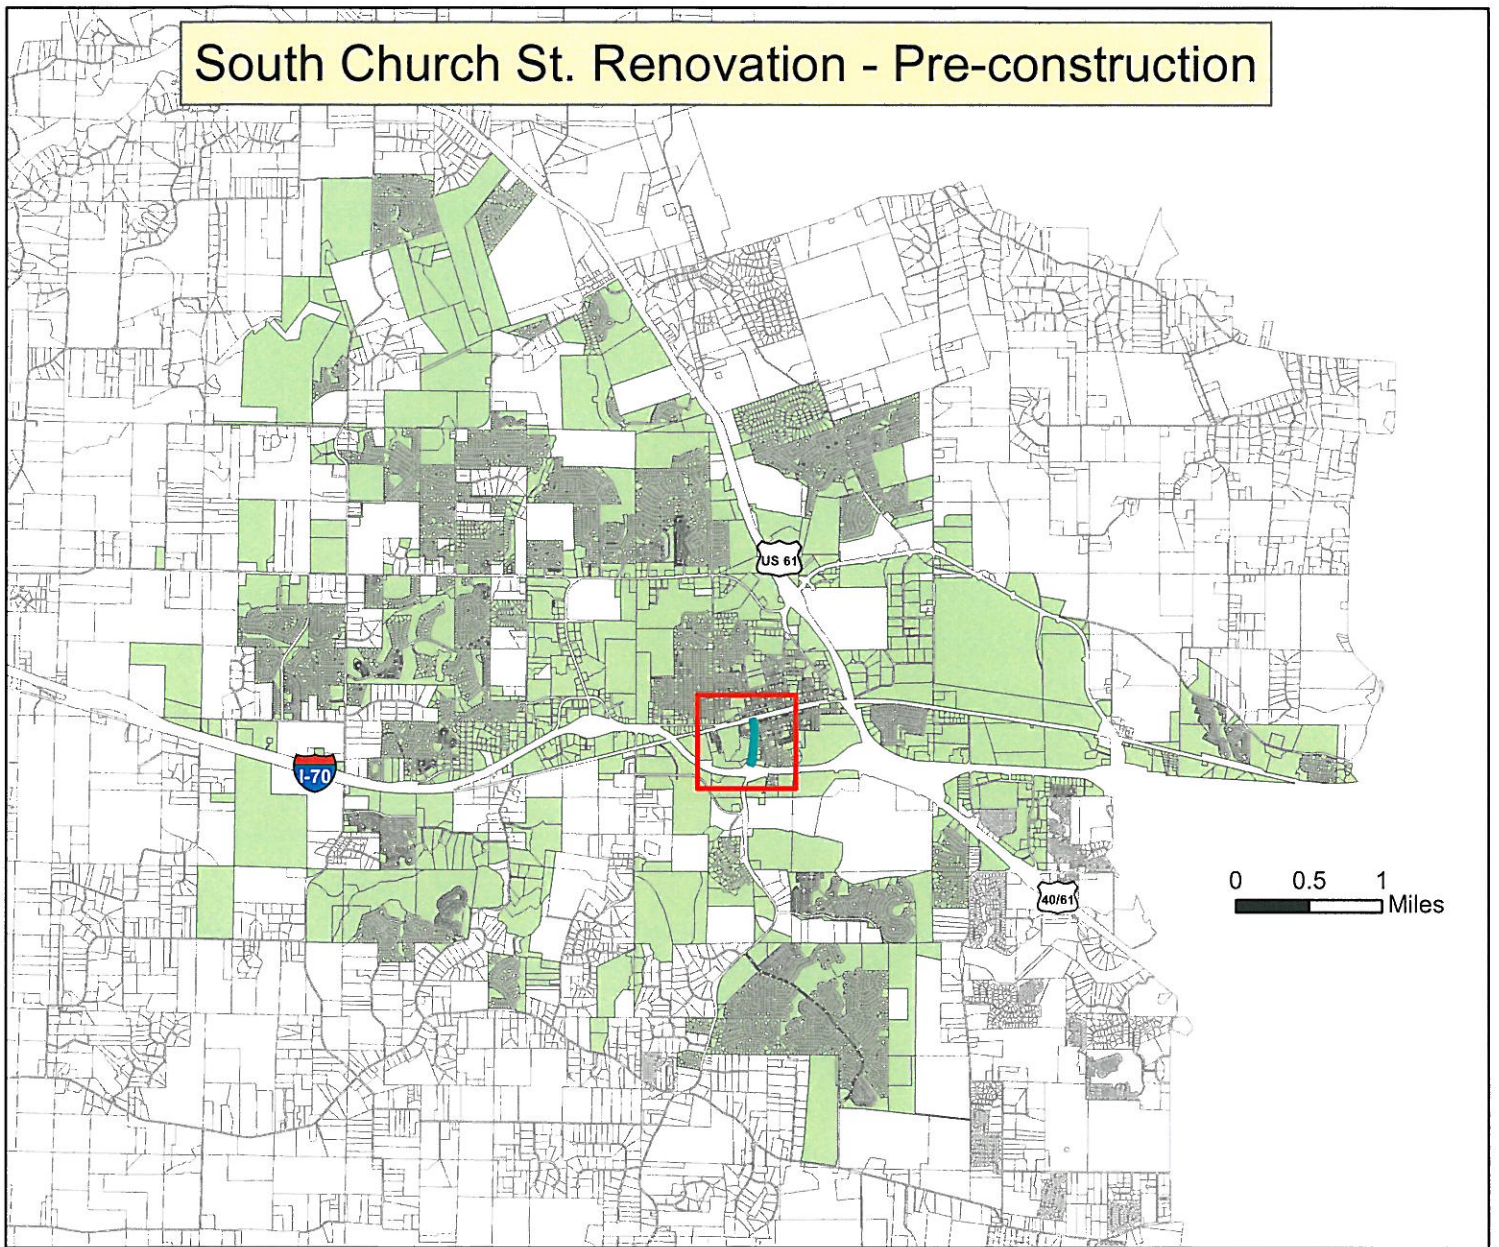 South Church St. Renovation - Pre-construction
US 61
I-70
0 0.5 1
Miles
40/61